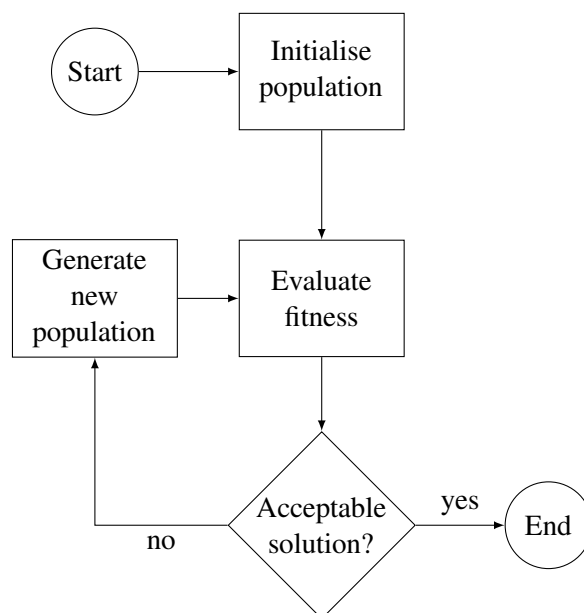 Start
Initialise
population
Generate
new
population
Evaluate
fitness
Acceptable
solution?
yes
no
End